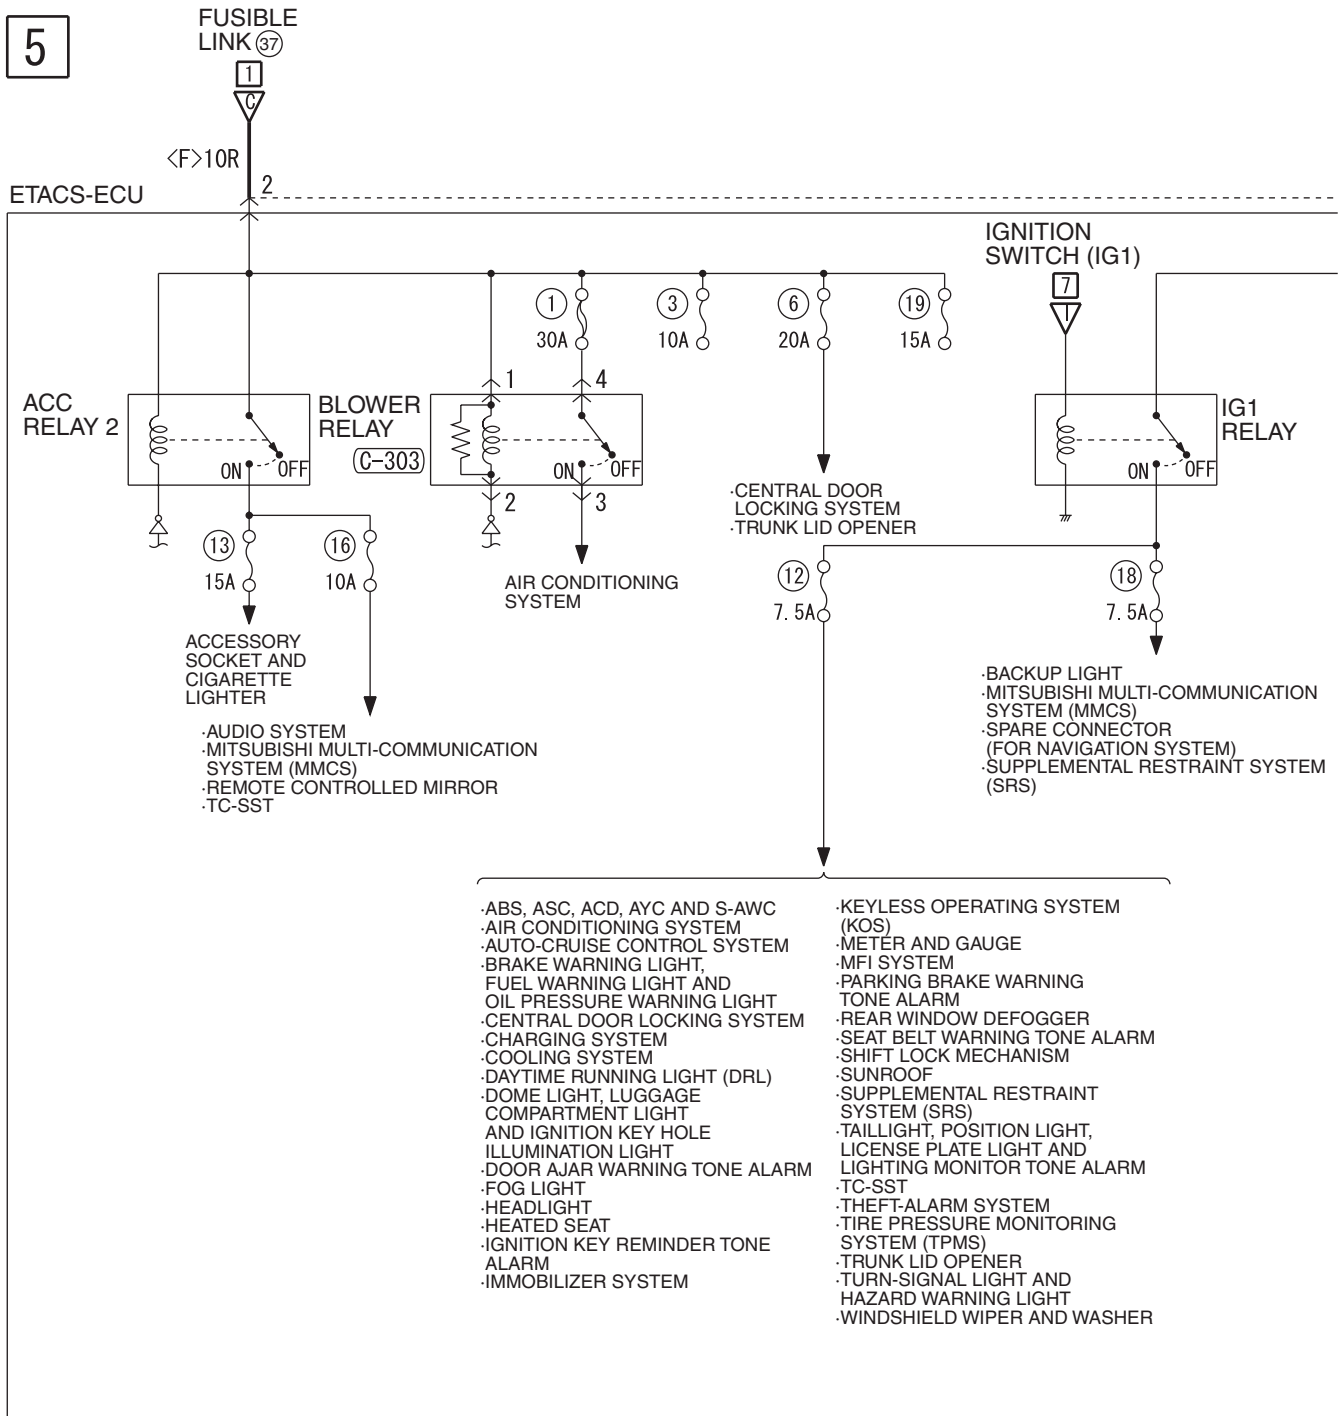 5
FUSIBLE
LINK 37
1
C
<F>10R
2
ETACS-ECU
IGNITION
SWITCH (IG1)
7
I
1
30A
3
10A
6
20A
19
15A
ACC
RELAY 2
ON
OFF
BLOWER
RELAY
C-303
1
4
ON
OFF
2
3
IG1
RELAY
ON
OFF
·CENTRAL DOOR
LOCKING SYSTEM
·TRUNK LID OPENER
13
15A
16
10A
AIR CONDITIONING
SYSTEM
12
7. 5A
18
7. 5A
ACCESSORY
SOCKET AND
CIGARETTE
LIGHTER
·AUDIO SYSTEM
·MITSUBISHI MULTI-COMMUNICATION
SYSTEM (MMCS)
·REMOTE CONTROLLED MIRROR
·TC-SST
·BACKUP LIGHT
·MITSUBISHI MULTI-COMMUNICATION
SYSTEM (MMCS)
·SPARE CONNECTOR
(FOR NAVIGATION SYSTEM)
·SUPPLEMENTAL RESTRAINT SYSTEM
(SRS)
·ABS, ASC, ACD, AYC AND S-AWC
·AIR CONDITIONING SYSTEM
·AUTO-CRUISE CONTROL SYSTEM
·BRAKE WARNING LIGHT,
FUEL WARNING LIGHT AND
OIL PRESSURE WARNING LIGHT
·CENTRAL DOOR LOCKING SYSTEM
·CHARGING SYSTEM
·COOLING SYSTEM
·DAYTIME RUNNING LIGHT (DRL)
·DOME LIGHT, LUGGAGE
COMPARTMENT LIGHT
AND IGNITION KEY HOLE
ILLUMINATION LIGHT
·DOOR AJAR WARNING TONE ALARM
·FOG LIGHT
·HEADLIGHT
·HEATED SEAT
·IGNITION KEY REMINDER TONE
ALARM
·IMMOBILIZER SYSTEM
·KEYLESS OPERATING SYSTEM
(KOS)
·METER AND GAUGE
·MFI SYSTEM
·PARKING BRAKE WARNING
TONE ALARM
·REAR WINDOW DEFOGGER
·SEAT BELT WARNING TONE ALARM
·SHIFT LOCK MECHANISM
·SUNROOF
·SUPPLEMENTAL RESTRAINT
SYSTEM (SRS)
·TAILLIGHT, POSITION LIGHT,
LICENSE PLATE LIGHT AND
LIGHTING MONITOR TONE ALARM
·TC-SST
·THEFT-ALARM SYSTEM
·TIRE PRESSURE MONITORING
SYSTEM (TPMS)
·TRUNK LID OPENER
·TURN-SIGNAL LIGHT AND
HAZARD WARNING LIGHT
·WINDSHIELD WIPER AND WASHER